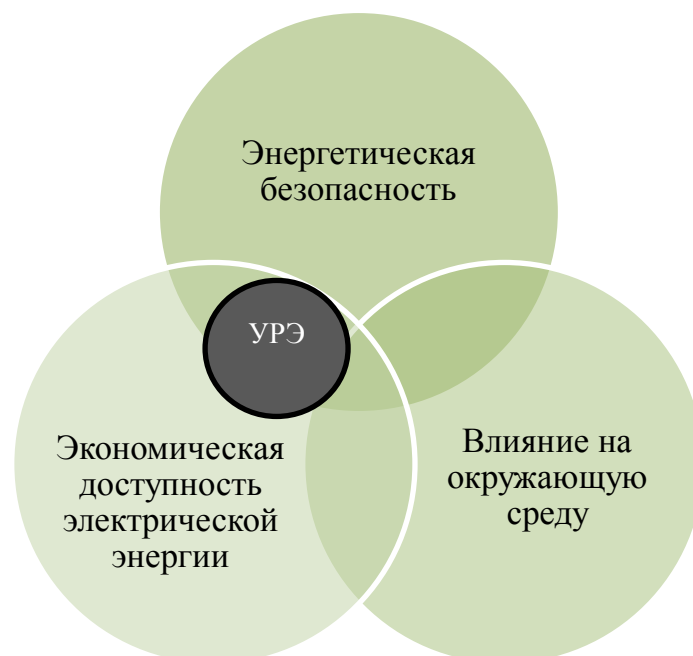 Энергетическая
безопасность
УРЭ
Экономическая
доступность
электрической
энергии
Влияние на
окружающую
среду